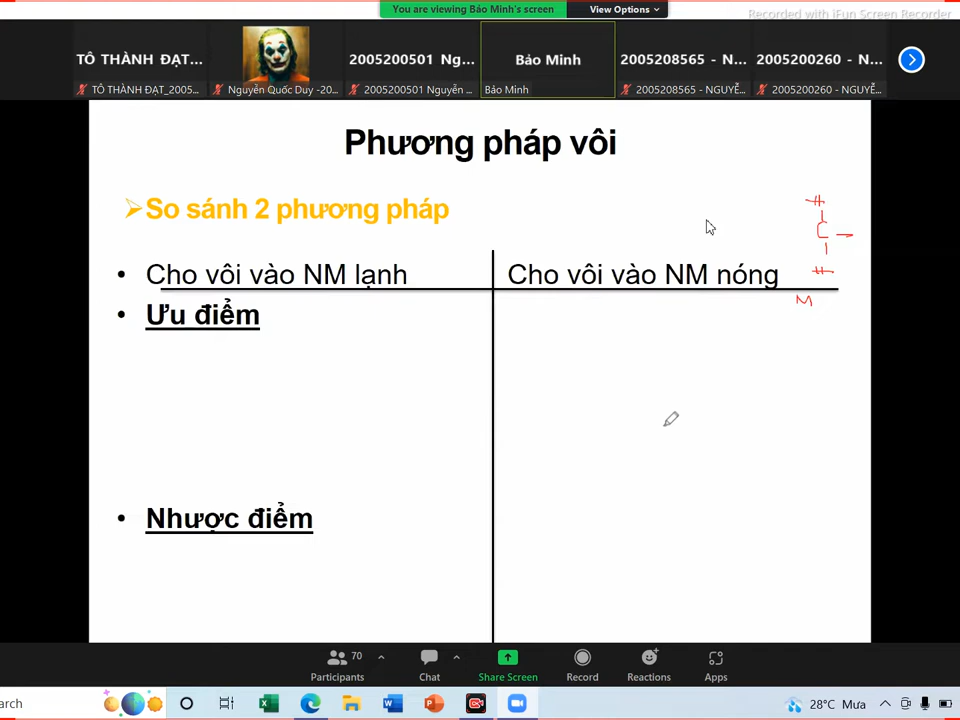 You are viewing Bảo Minh's screen
View Options
Recorded with iFun Screen Recorder
TÔ THÀNH ĐẠT...
2005200501 Ng...
Bảo Minh
2005208565 - N...
2005200260 - N...
TÔ THÀNH ĐẠT_2005...
Nguyễn Quốc Duy -20...
2005200501 Nguyễn ...
Bảo Minh
2005208565 - NGUYỄ...
2005200260 - NGUYỄ...
Phương pháp vôi
So sánh 2 phương pháp
Cho vôi vào NM lạnh
Cho vôi vào NM nóng
Ưu điểm
Nhược điểm
70
Participants
Chat
Share Screen
Record
Reactions
Apps
earch
28°C Mưa